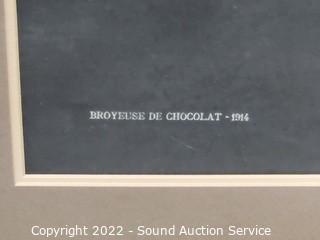 BROYEUSE DE CHOCOLAT - 1914
Copyright 2022 - Sound Auction Service